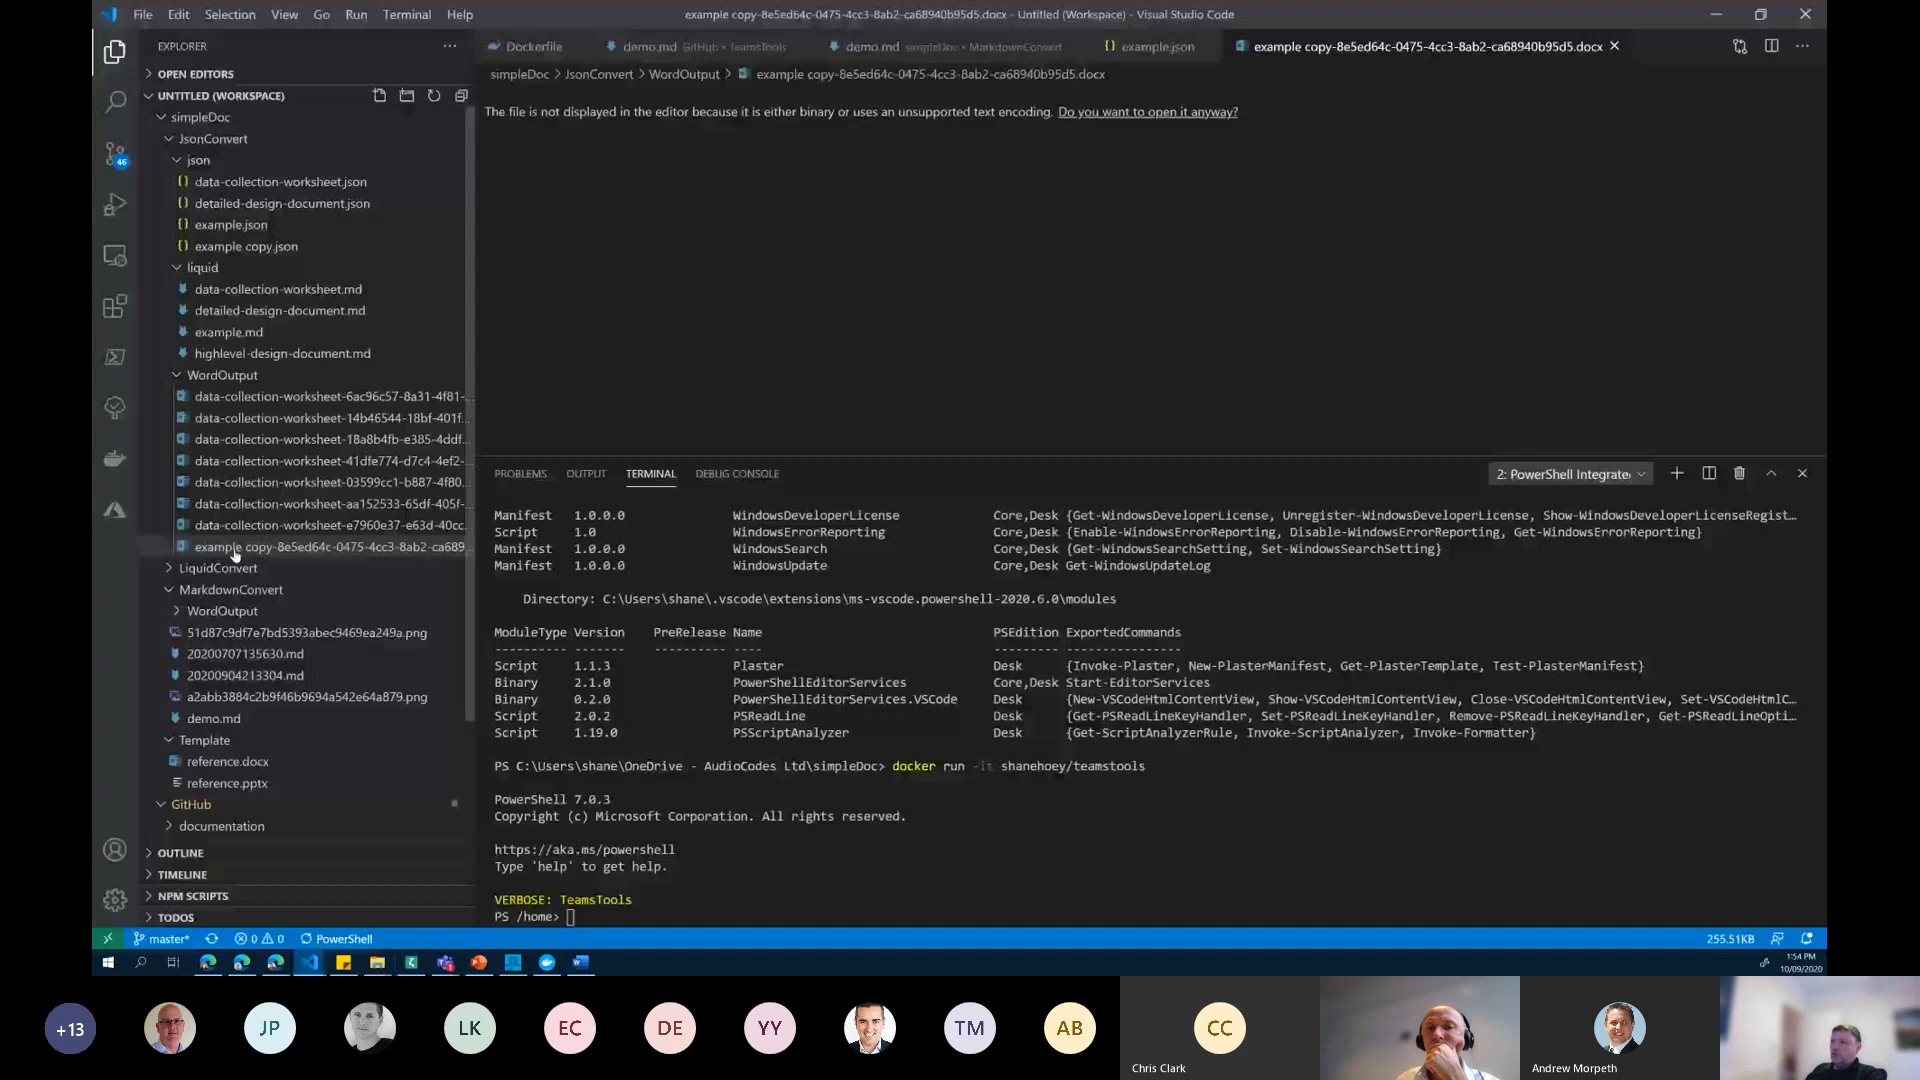 File Edit Selection View Go Run Terminal Help
example copy-8e5ed64c-0475-4cc3-8ab2-ca68940b95d5.docx - Untitled (Workspace) - Visual Studio Code
EXPLORER
Dockerfile
demo.md GitHub • TeamsTools
demo.md simpleDoc • MarkdownConvert
example.json
example copy-8e5ed64c-0475-4cc3-8ab2-ca68940b95d5.docx
simpleDoc > JsonConvert > WordOutput > example copy-8e5ed64c-0475-4cc3-8ab2-ca68940b95d5.docx
The file is not displayed in the editor because it is either binary or uses an unsupported text encoding. Do you want to open it anyway?
OPEN EDITORS
UNTITLED (WORKSPACE)
simpleDoc
JsonConvert
json
data-collection-worksheet.json
detailed-design-document.json
example.json
example copy.json
liquid
data-collection-worksheet.md
detailed-design-document.md
example.md
highlevel-design-document.md
WordOutput
data-collection-worksheet-6ac96c57-8a31-4f81-...
data-collection-worksheet-14b46544-18bf-401f...
data-collection-worksheet-18a8b4fb-e385-4ddf...
data-collection-worksheet-41dfe774-d7c4-4ef2-...
data-collection-worksheet-03599cc1-b887-4f80...
data-collection-worksheet-aa152533-65df-405f-...
data-collection-worksheet-e7960e37-e63d-40cc...
example copy-8e5ed64c-0475-4cc3-8ab2-ca689...
LiquidConvert
MarkdownConvert
WordOutput
51d87c9df7e7bd5393abec9469ea249a.png
20200707135630.md
20200904213304.md
a2abb3884c2b9f46b9694a542e64a879.png
demo.md
Template
reference.docx
reference.pptx
GitHub
documentation
OUTLINE
TIMELINE
NPM SCRIPTS
TODOS
46
PROBLEMS OUTPUT TERMINAL DEBUG CONSOLE
2: PowerShell Integrate
Manifest 1.0.0.0 WindowsDeveloperLicense Core,Desk {Get-WindowsDeveloperLicense, Unregister-WindowsDeveloperLicense, Show-WindowsDeveloperLicenseRegist…
Script 1.0 WindowsErrorReporting Core,Desk {Enable-WindowsErrorReporting, Disable-WindowsErrorReporting, Get-WindowsErrorReporting}
Manifest 1.0.0.0 WindowsSearch Core,Desk {Get-WindowsSearchSetting, Set-WindowsSearchSetting}
Manifest 1.0.0.0 WindowsUpdate Core,Desk Get-WindowsUpdateLog
Directory: C:\Users\shane\.vscode\extensions\ms-vscode.powershell-2020.6.0\modules
ModuleType Version PreRelease Name PSEdition ExportedCommands
---------- ------- ---------- ---- --------- ----------------
Script 1.1.3 Plaster Desk {Invoke-Plaster, New-PlasterManifest, Get-PlasterTemplate, Test-PlasterManifest}
Binary 2.1.0 PowerShellEditorServices Core,Desk Start-EditorServices
Binary 0.2.0 PowerShellEditorServices.VSCode Desk {New-VSCodeHtmlContentView, Show-VSCodeHtmlContentView, Close-VSCodeHtmlContentView, Set-VSCodeHtmlC…
Script 2.0.2 PSReadLine Desk {Get-PSReadLineKeyHandler, Set-PSReadLineKeyHandler, Remove-PSReadLineKeyHandler, Get-PSReadLineOpti…
Script 1.19.0 PSScriptAnalyzer Desk {Get-ScriptAnalyzerRule, Invoke-ScriptAnalyzer, Invoke-Formatter}
PS C:\Users\shane\OneDrive - AudioCodes Ltd\simpleDoc> docker run -it shanehoey/teamstools
PowerShell 7.0.3
Copyright (c) Microsoft Corporation. All rights reserved.
https://aka.ms/powershell
Type 'help' to get help.
VERBOSE: TeamsTools
PS /home>
master* 0 0 PowerShell
255.51KB
1:54 PM
10/09/2020
+13
JP
LK
EC
DE
YY
TM
AB
CC
Chris Clark
Andrew Morpeth